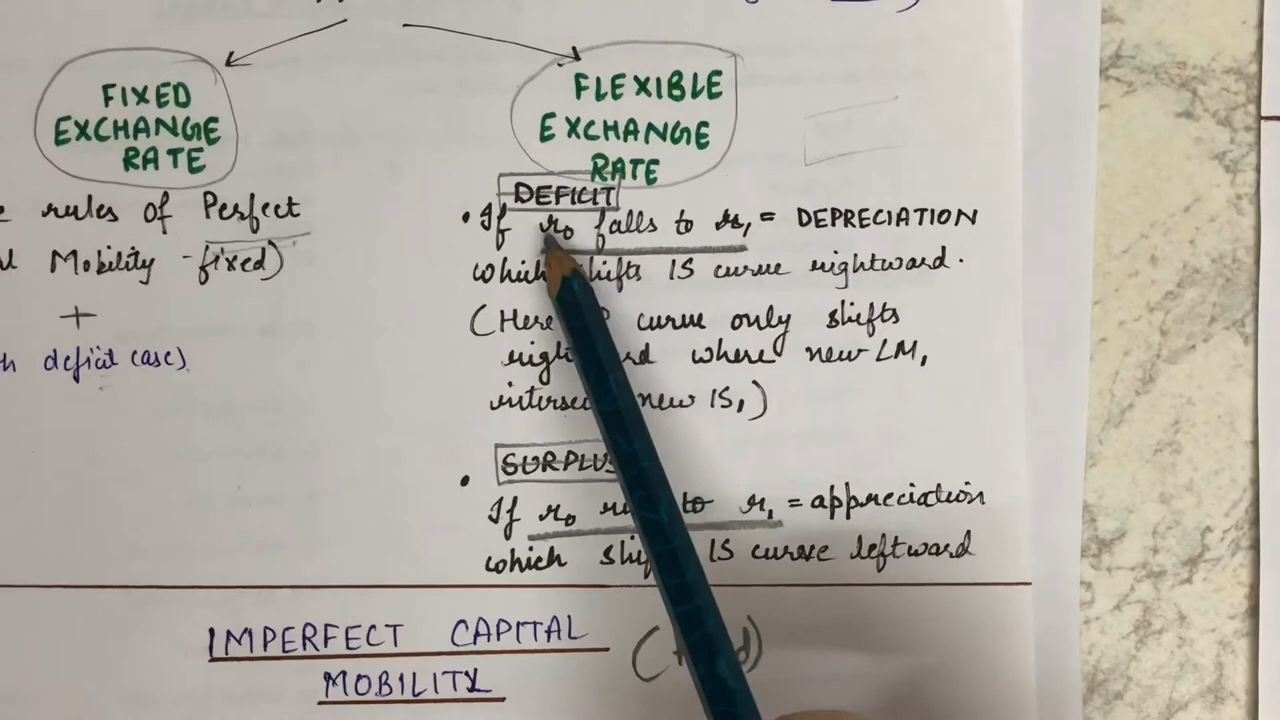 FIXED
EXCHANGE
RATE
rules of Perfect
Mobility - fixed)
+
deficit case)
FLEXIBLE
EXCHANGE
RATE
DEFICIT
• If r₀ falls to r₁ = DEPRECIATION
which shifts IS curve rightward.
(Here curve only shifts
where new LM₁
new IS₁)
• SURPLUS
If r₀ to r₁ = appreciation
which IS curve leftward
IMPERFECT CAPITAL
MOBILITY